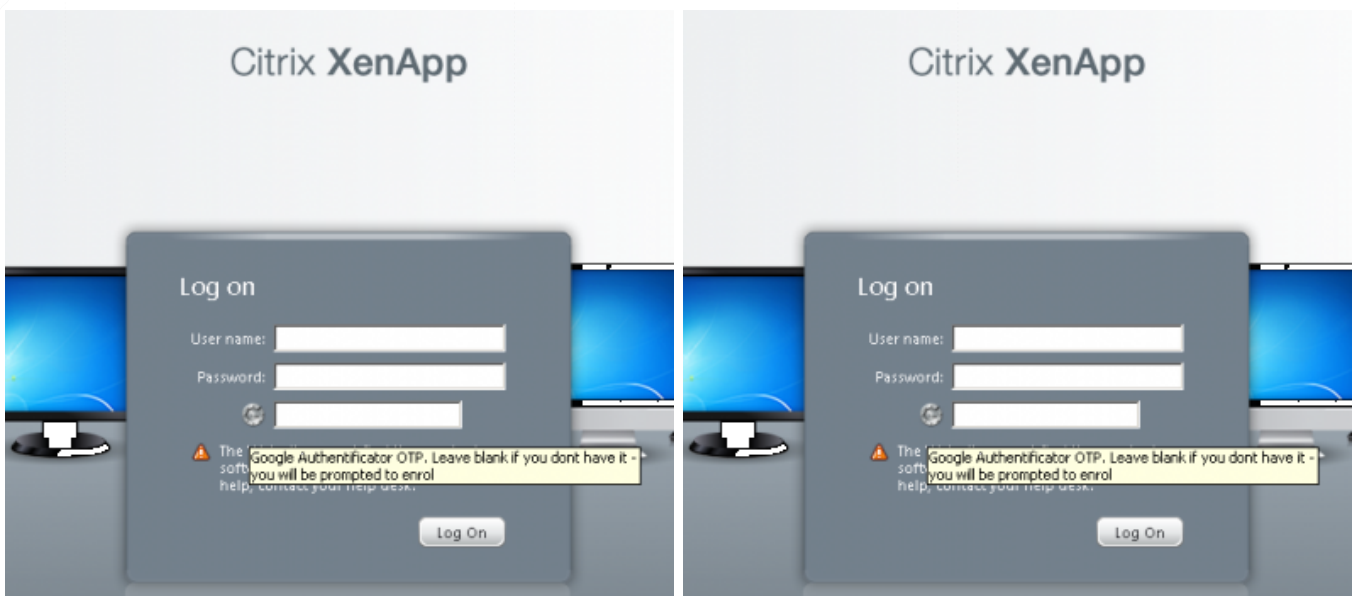 Citrix XenApp
Log on
User name:
Password:
The
Google Authentificator OTP. Leave blank if you dont have it -
soft
you will be prompted to enrol
help, contact your help desk.
Log On
Citrix XenApp
Log on
User name:
Password:
The
Google Authentificator OTP. Leave blank if you dont have it -
soft
you will be prompted to enrol
help, contact your help desk.
Log On